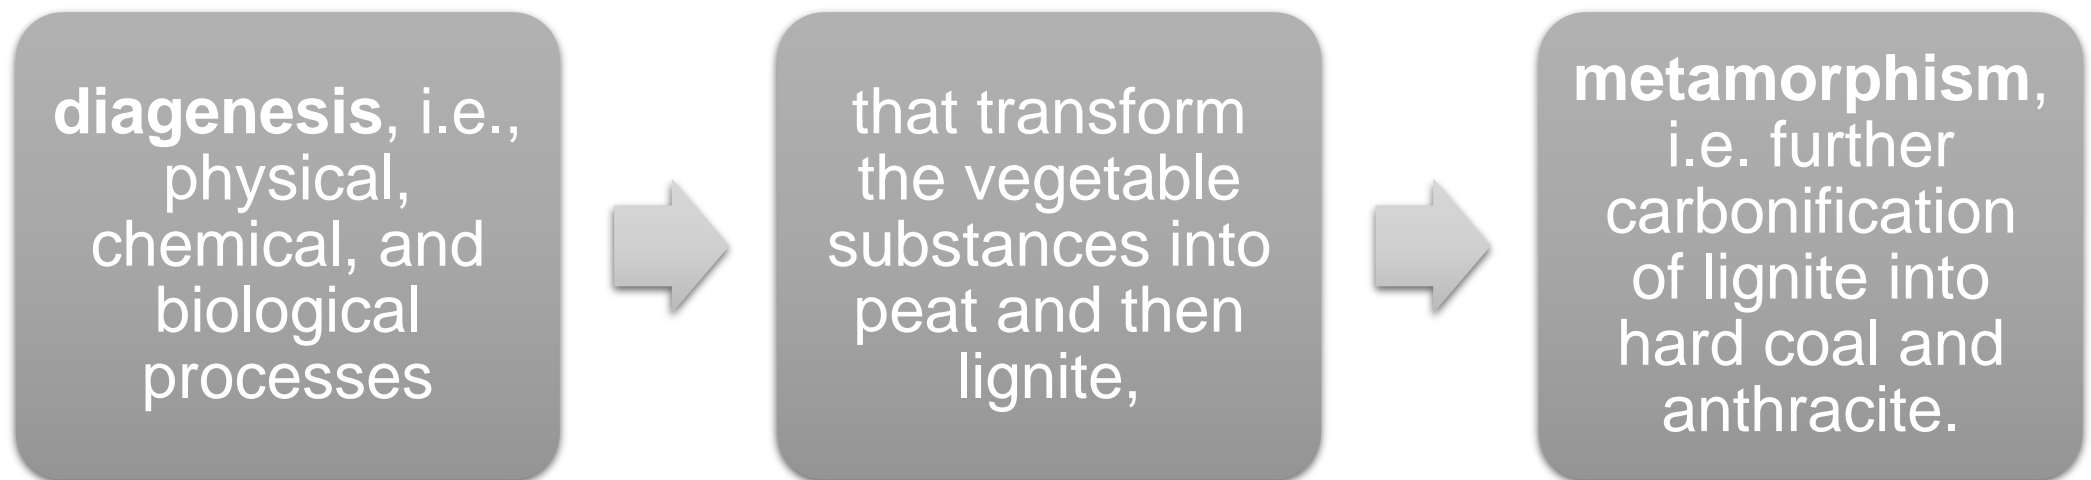 diagenesis, i.e.,
physical,
chemical, and
biological
processes
that transform
the vegetable
substances into
peat and then
lignite,
metamorphism,
i.e. further
carbonification
of lignite into
hard coal and
anthracite.